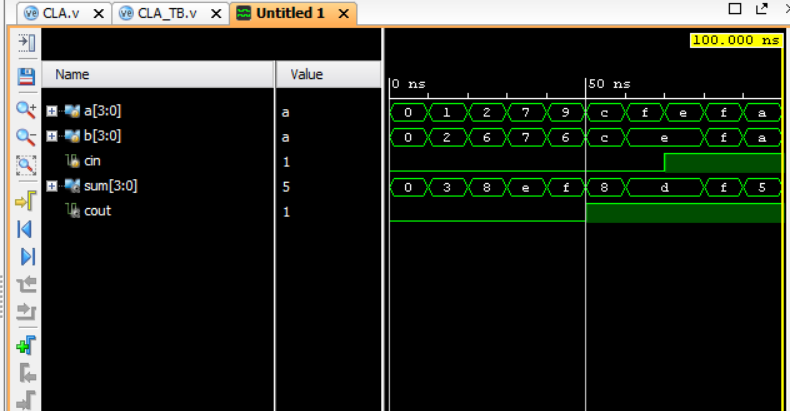 CLA.v CLA_TB.v Untitled 1
100.000 ns
Name Value
0 ns 50 ns
a[3:0] a 0 1 2 7 9 c f e f a
b[3:0] a 0 2 6 7 6 c e f a
cin 1
sum[3:0] 5 0 3 8 e f 8 d f 5
cout 1